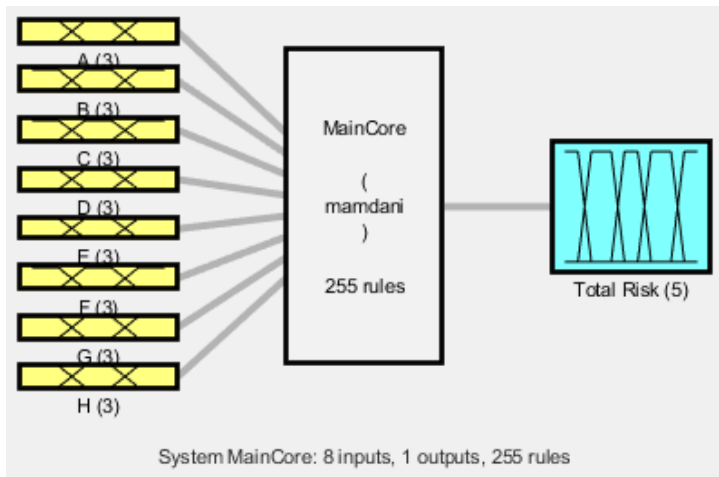 A (3)
B (3)
C (3)
D (3)
E (3)
F (3)
G (3)
H (3)
MainCore
(
mamdani
)
255 rules
Total Risk (5)
System MainCore: 8 inputs, 1 outputs, 255 rules